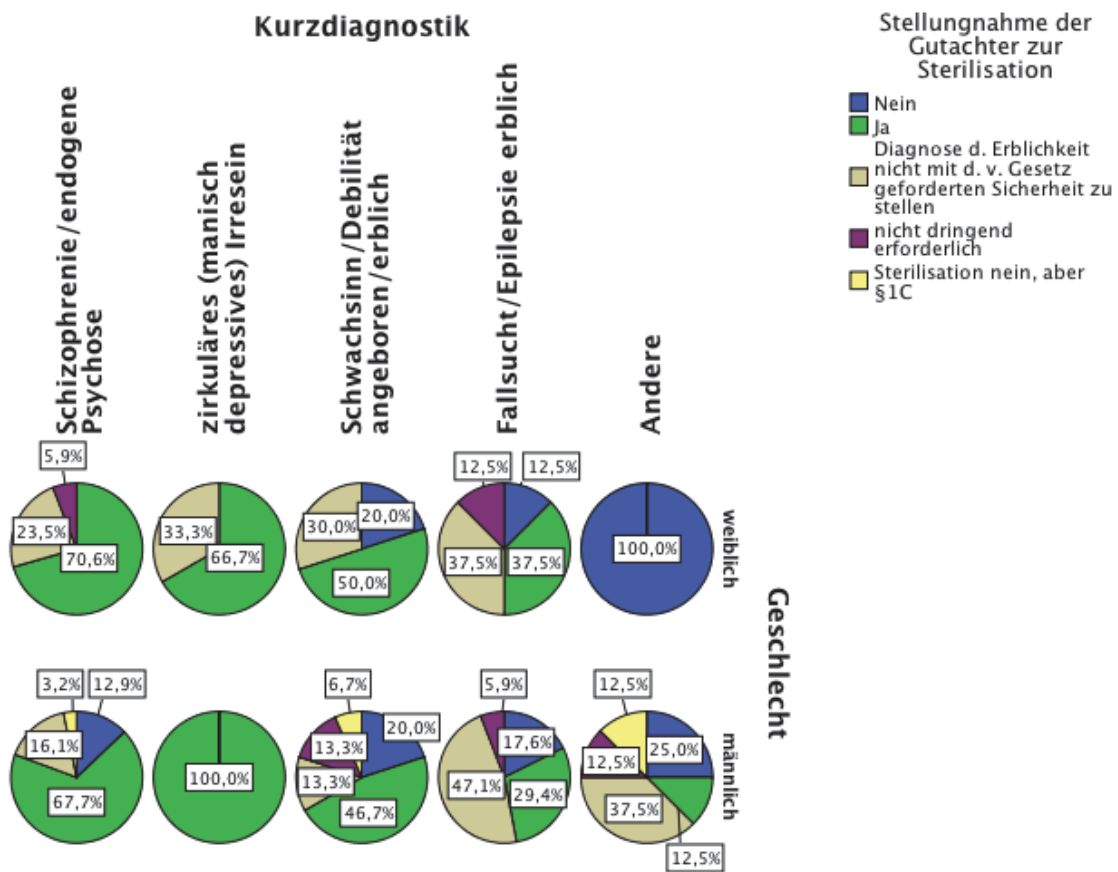 Kurzdiagnostik
Stellungnahme der
Gutachter zur
Sterilisation
Nein
Ja
Diagnose d. Erblichkeit
nicht mit d. v. Gesetz
geforderten Sicherheit zu
stellen
nicht dringend
erforderlich
Sterilisation nein, aber
§1C
Schizophrenie/endogene
Psychose
zirkuläres (manisch
depressives) Irresein
Schwachsinn/Debilität
angeboren/erblich
Fallsucht/Epilepsie erblich
Andere
5,9%
23,5%
70,6%
33,3%
66,7%
30,0%
20,0%
50,0%
12,5%
12,5%
37,5%
37,5%
100,0%
weiblich
Geschlecht
3,2%
12,9%
16,1%
67,7%
100,0%
6,7%
20,0%
13,3%
13,3%
46,7%
5,9%
17,6%
47,1%
29,4%
12,5%
25,0%
12,5%
37,5%
12,5%
männlich